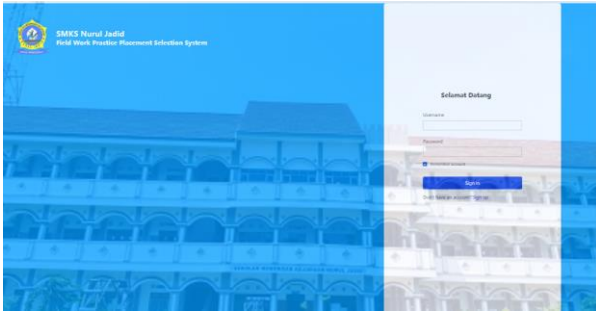 SMKS Nurul Jadid
Field Work Practice Placement Selection System
Selamat Datang
Username
Password
Remember account
Sign in
Don't have an account? Sign up